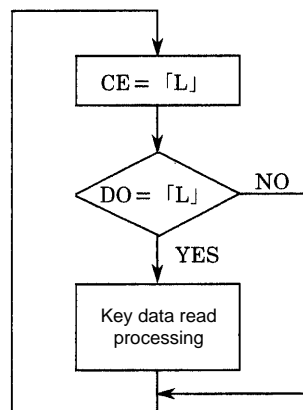 CE = 「L」
DO = 「L」
NO
YES
Key data read
processing